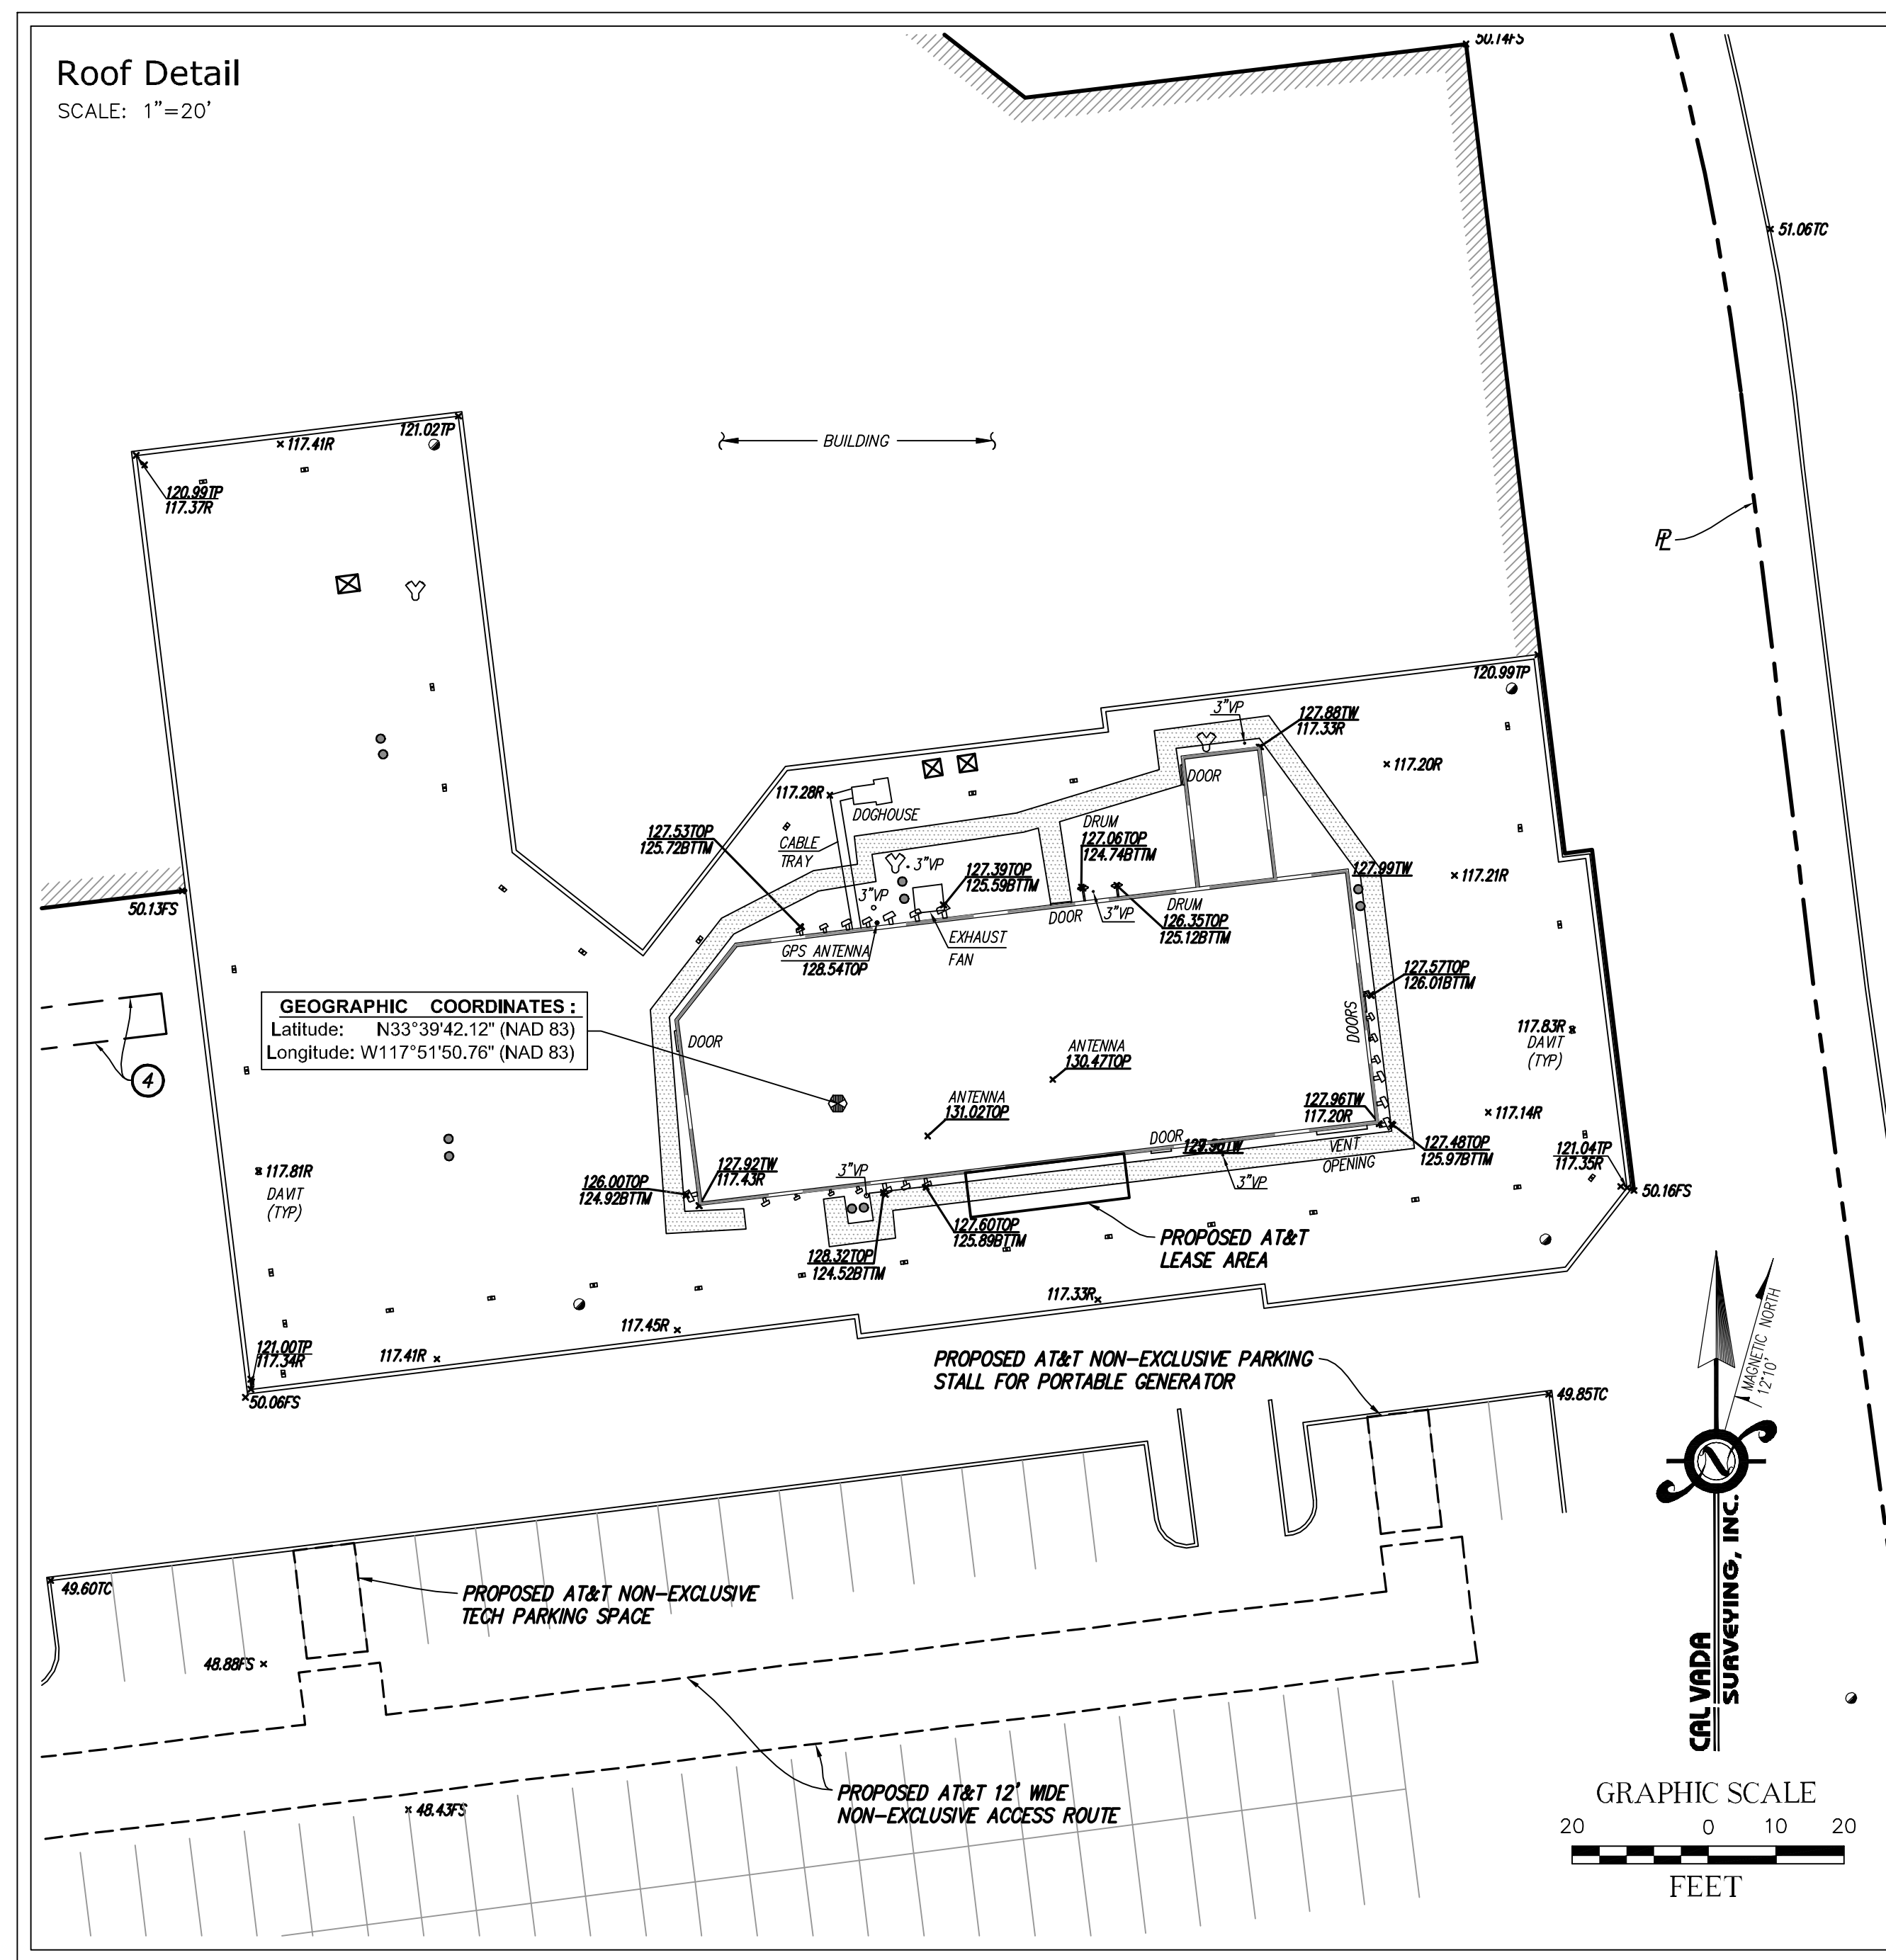 Roof Detail
SCALE: 1"=20'
50.14FS
51.06TC
121.02TP
117.41R
BUILDING
120.99TP
117.37R
PL
120.99TP
3"VP
127.88TW
117.33R
117.20R
DOOR
117.28R
DOGHOUSE
DRUM
127.53TOP
125.72BTTM
CABLE
TRAY
127.06TOP
124.74BTTM
3"VP
127.39TOP
125.59BTTM
127.99TW
117.21R
3"VP
50.13FS
DOOR
3"VP
DRUM
126.35TOP
125.12BTTM
EXHAUST
FAN
GPS ANTENNA
128.54TOP
127.57TOP
126.01BTTM
GEOGRAPHIC COORDINATES :
Latitude: N33°39'42.12" (NAD 83)
Longitude: W117°51'50.76" (NAD 83)
DOOR
DOORS
117.83R
DAVIT
(TYP)
ANTENNA
130.47TOP
4
ANTENNA
131.02TOP
127.96TW
117.20R
117.14R
DOOR
VENT
OPENING
127.48TOP
125.97BTTM
121.04TP
117.35R
117.81R
DAVIT
(TYP)
127.92TW
117.43R
3"VP
3"VP
126.00TOP
124.92BTTM
50.16FS
127.60TOP
125.89BTTM
PROPOSED AT&T
LEASE AREA
128.32TOP
124.52BTTM
117.33R
117.45R
121.00TP
117.34R
117.41R
50.06FS
PROPOSED AT&T NON-EXCLUSIVE PARKING
STALL FOR PORTABLE GENERATOR
49.85TC
MAGNETIC NORTH
12°10'
49.60TC
PROPOSED AT&T NON-EXCLUSIVE
TECH PARKING SPACE
48.88FS
CALVADA
SURVEYING, INC.
PROPOSED AT&T 12' WIDE
NON-EXCLUSIVE ACCESS ROUTE
48.43FS
GRAPHIC SCALE
20 0 10 20
FEET